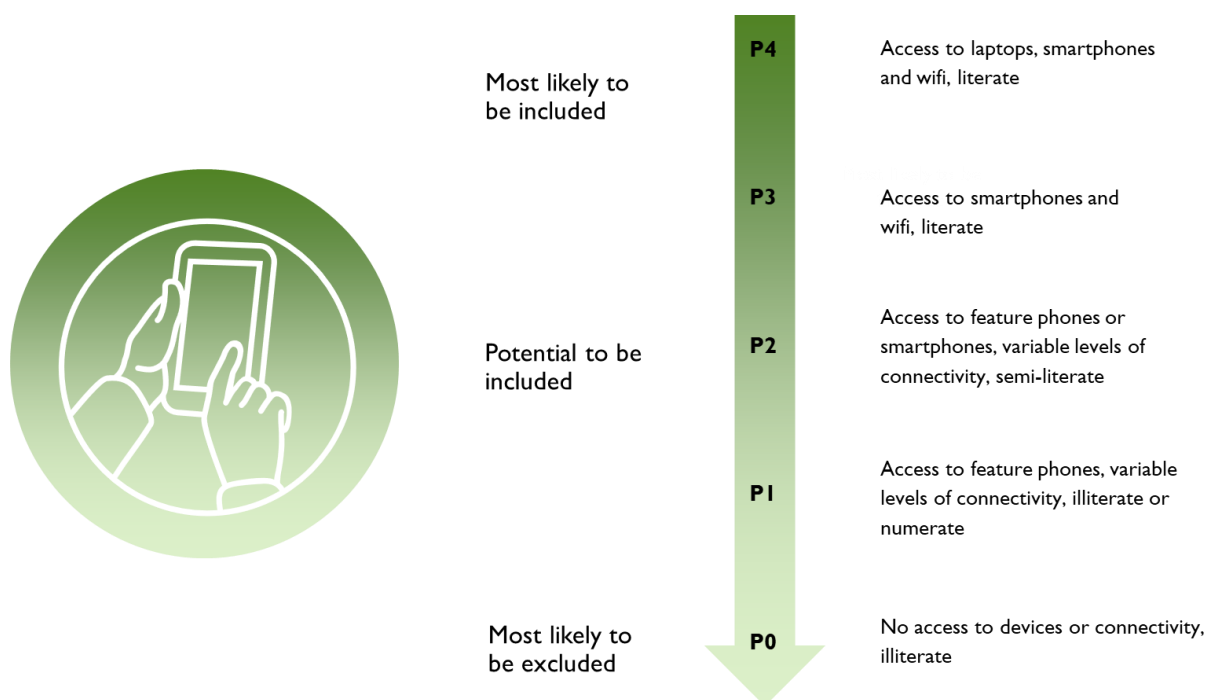 P4
Access to laptops, smartphones
and wifi, literate
Most likely to
be included
P3
Access to smartphones and
wifi, literate
Potential to be
included
P2
Access to feature phones or
smartphones, variable levels of
connectivity, semi-literate
P1
Access to feature phones, variable
levels of connectivity, illiterate or
numerate
Most likely to
be excluded
P0
No access to devices or connectivity,
illiterate